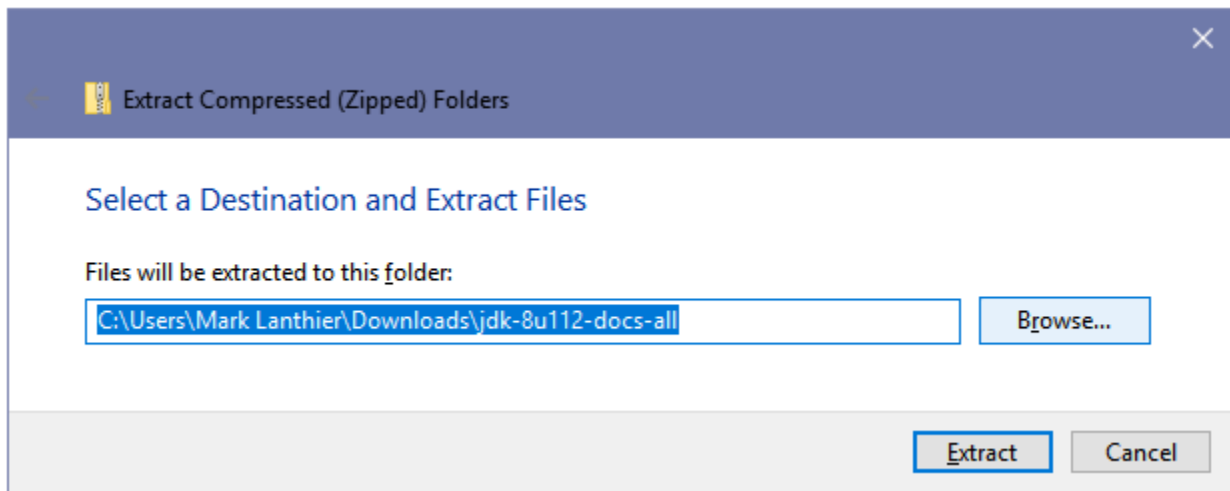 Extract Compressed (Zipped) Folders
Select a Destination and Extract Files
Files will be extracted to this folder:
C:\Users\Mark Lanthier\Downloads\jdk-8u112-docs-all
Browse...
Extract
Cancel